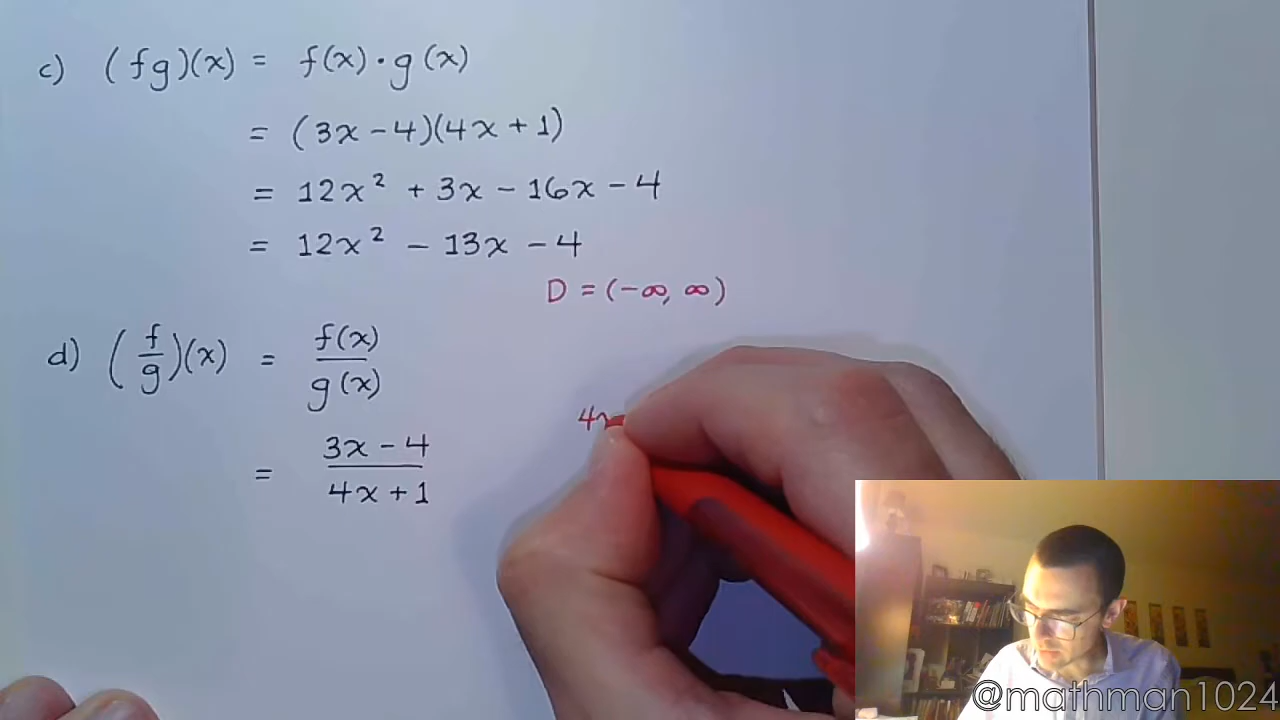 c) (fg)(x) = f(x) · g(x)
= (3x - 4)(4x + 1)
= 12x² + 3x - 16x - 4
= 12x² - 13x - 4
D = (-∞, ∞)
d) (f/g)(x) = f(x)/g(x)
4x
= 3x - 4/4x + 1
@mathman1024